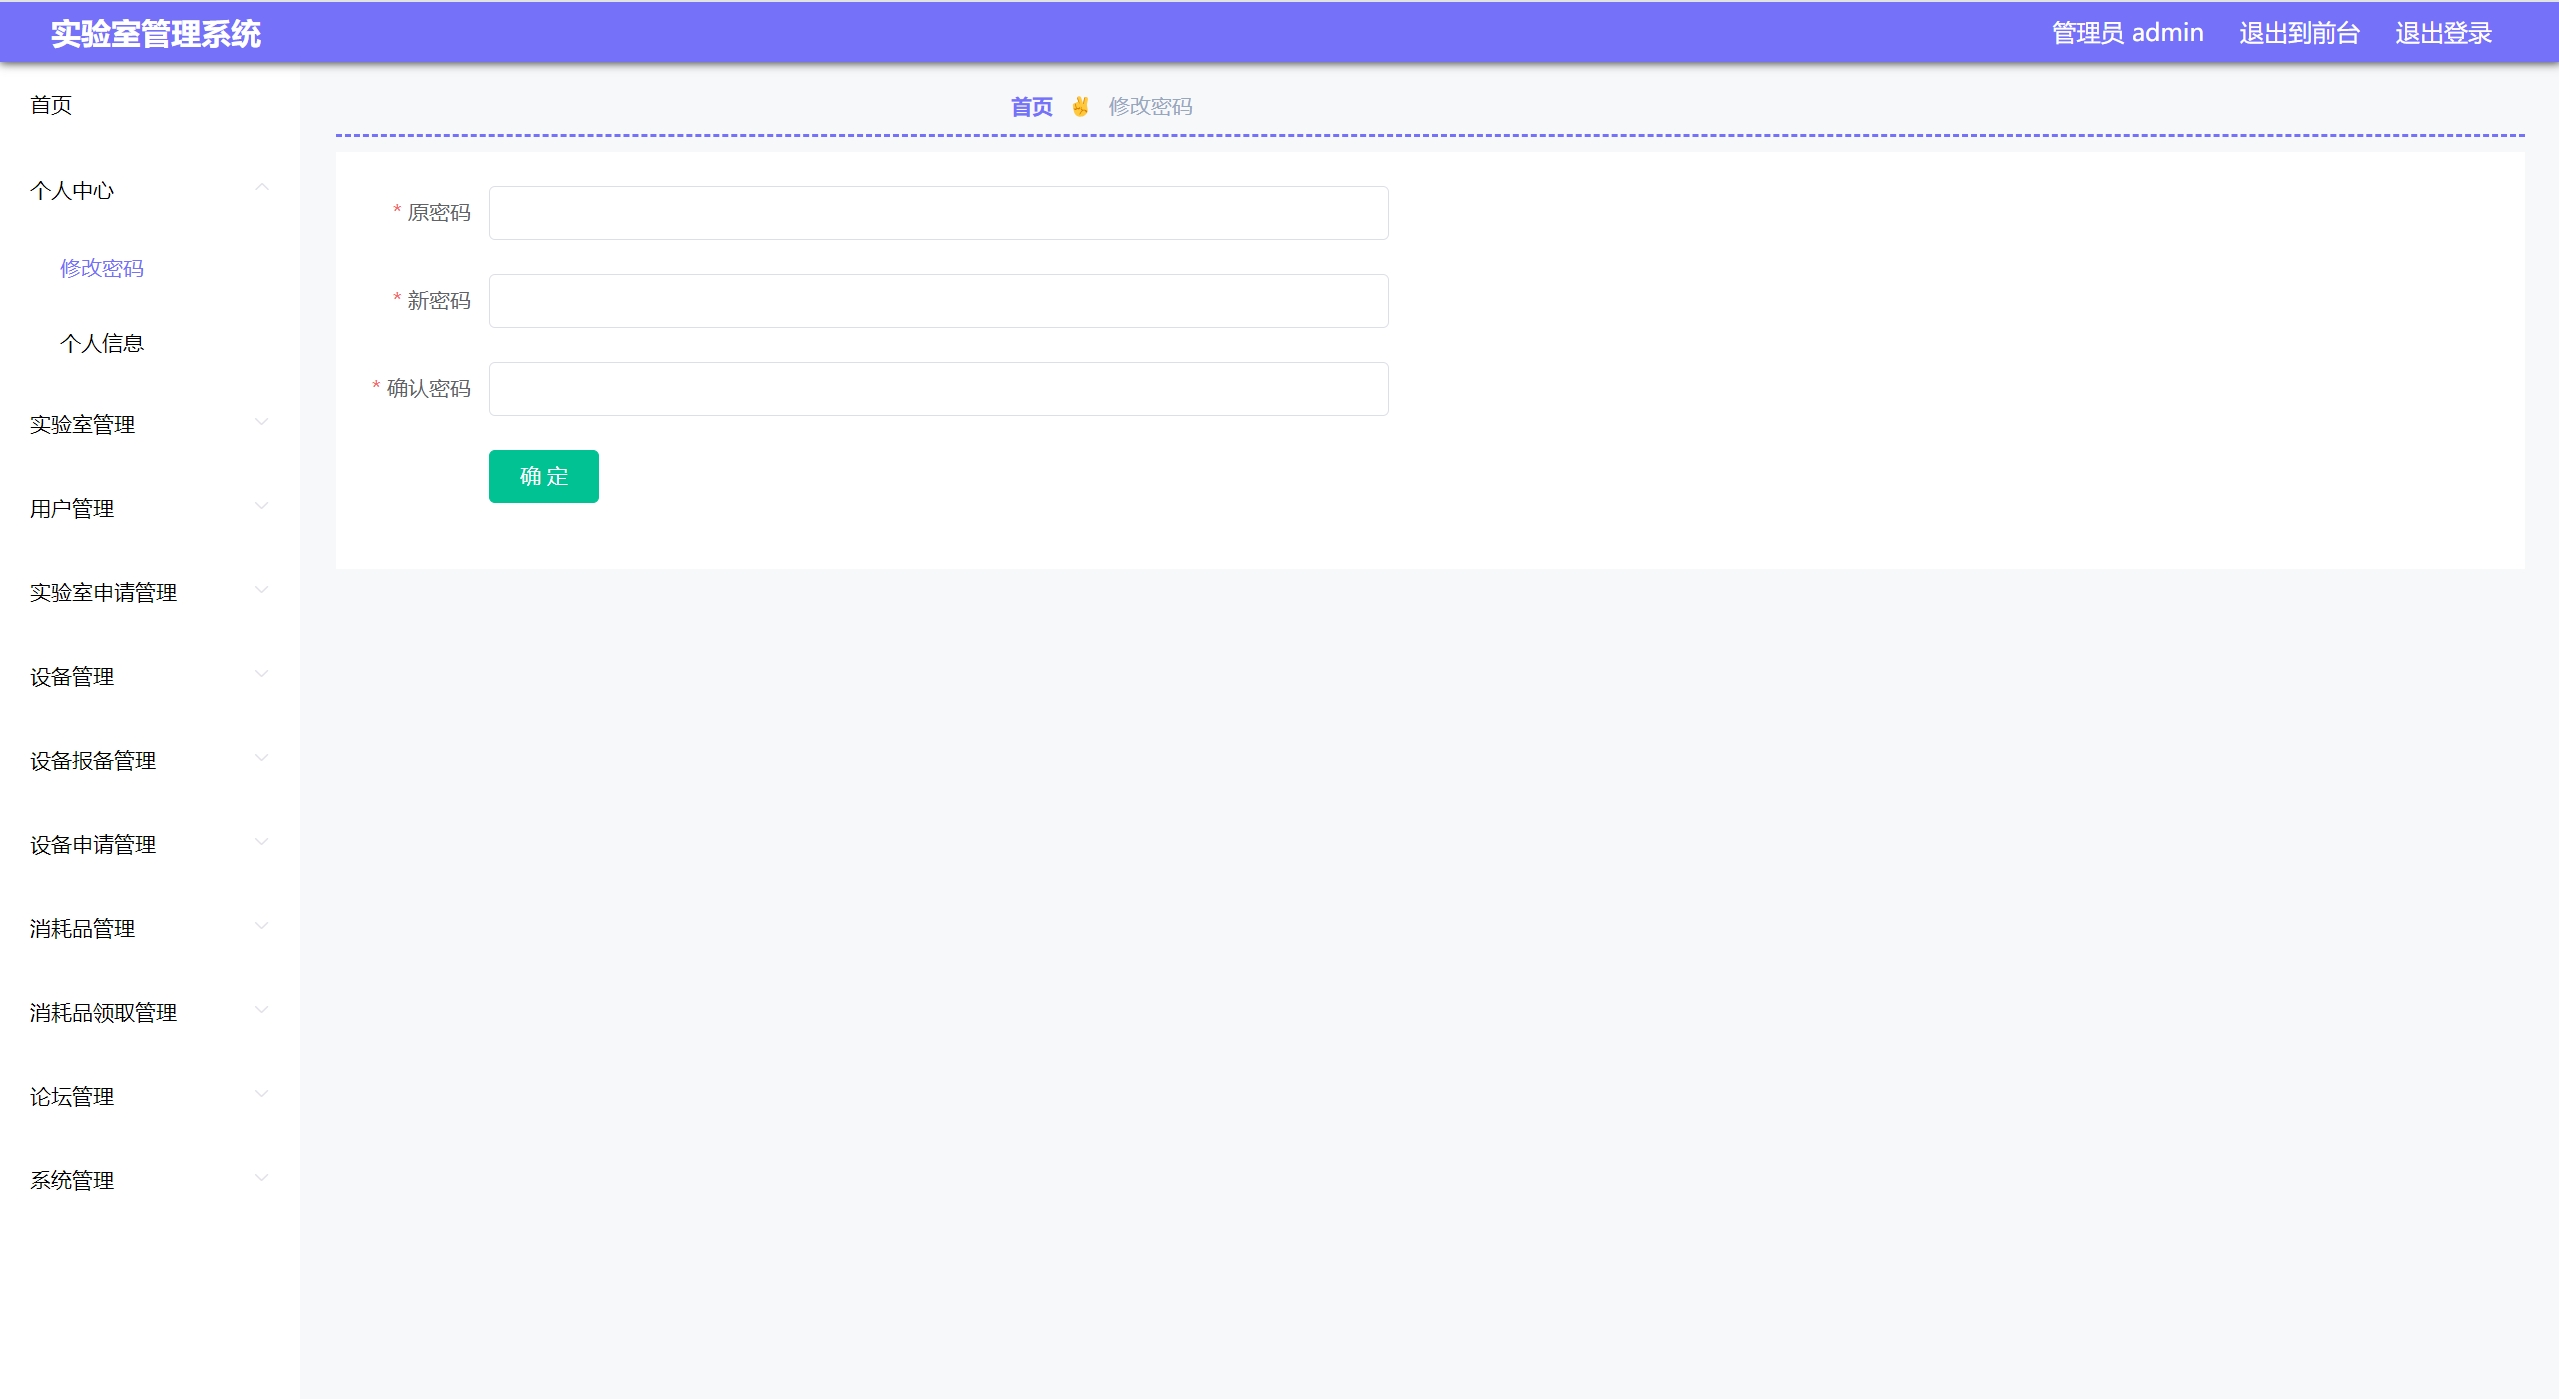 实验室管理系统
管理员 admin 退出到前台 退出登录
首页
个人中心
修改密码
个人信息
实验室管理
用户管理
实验室申请管理
设备管理
设备报备管理
设备申请管理
消耗品管理
消耗品领取管理
论坛管理
系统管理
首页 ✌ 修改密码
* 原密码
* 新密码
* 确认密码
确 定